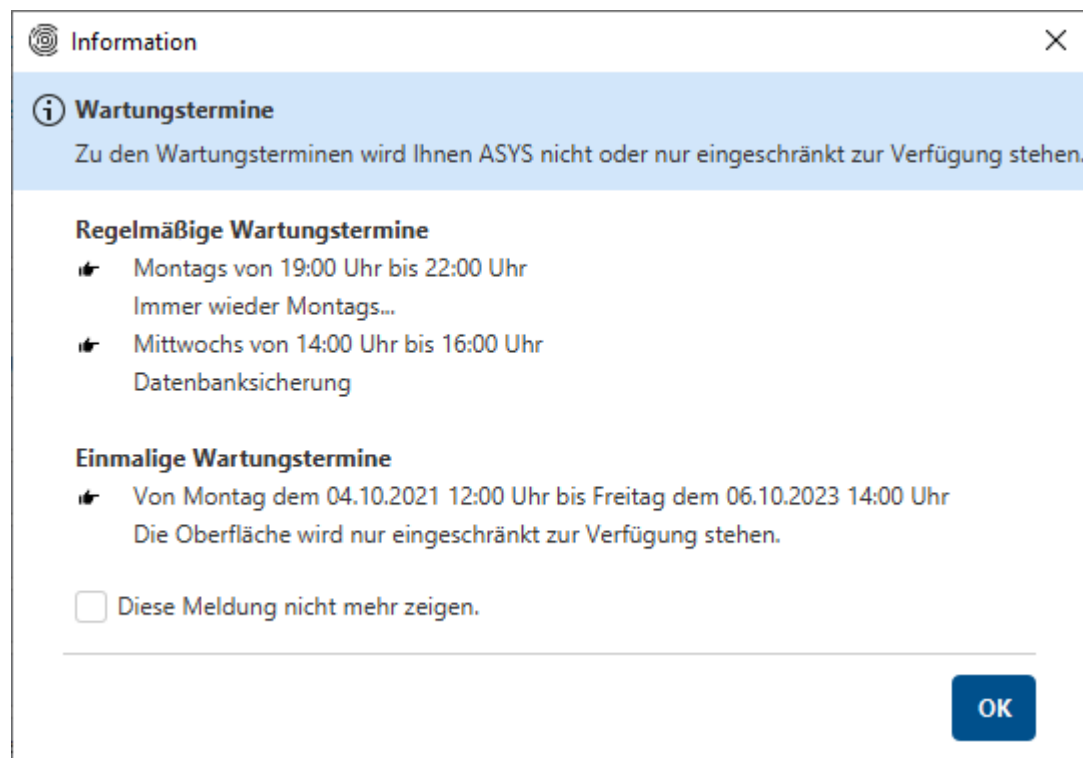 Information
Wartungstermine
Zu den Wartungsterminen wird Ihnen ASYS nicht oder nur eingeschränkt zur Verfügung stehen.
Regelmäßige Wartungstermine
Montags von 19:00 Uhr bis 22:00 Uhr
Immer wieder Montags...
Mittwochs von 14:00 Uhr bis 16:00 Uhr
Datenbanksicherung
Einmalige Wartungstermine
Von Montag dem 04.10.2021 12:00 Uhr bis Freitag dem 06.10.2023 14:00 Uhr
Die Oberfläche wird nur eingeschränkt zur Verfügung stehen.
Diese Meldung nicht mehr zeigen.
OK